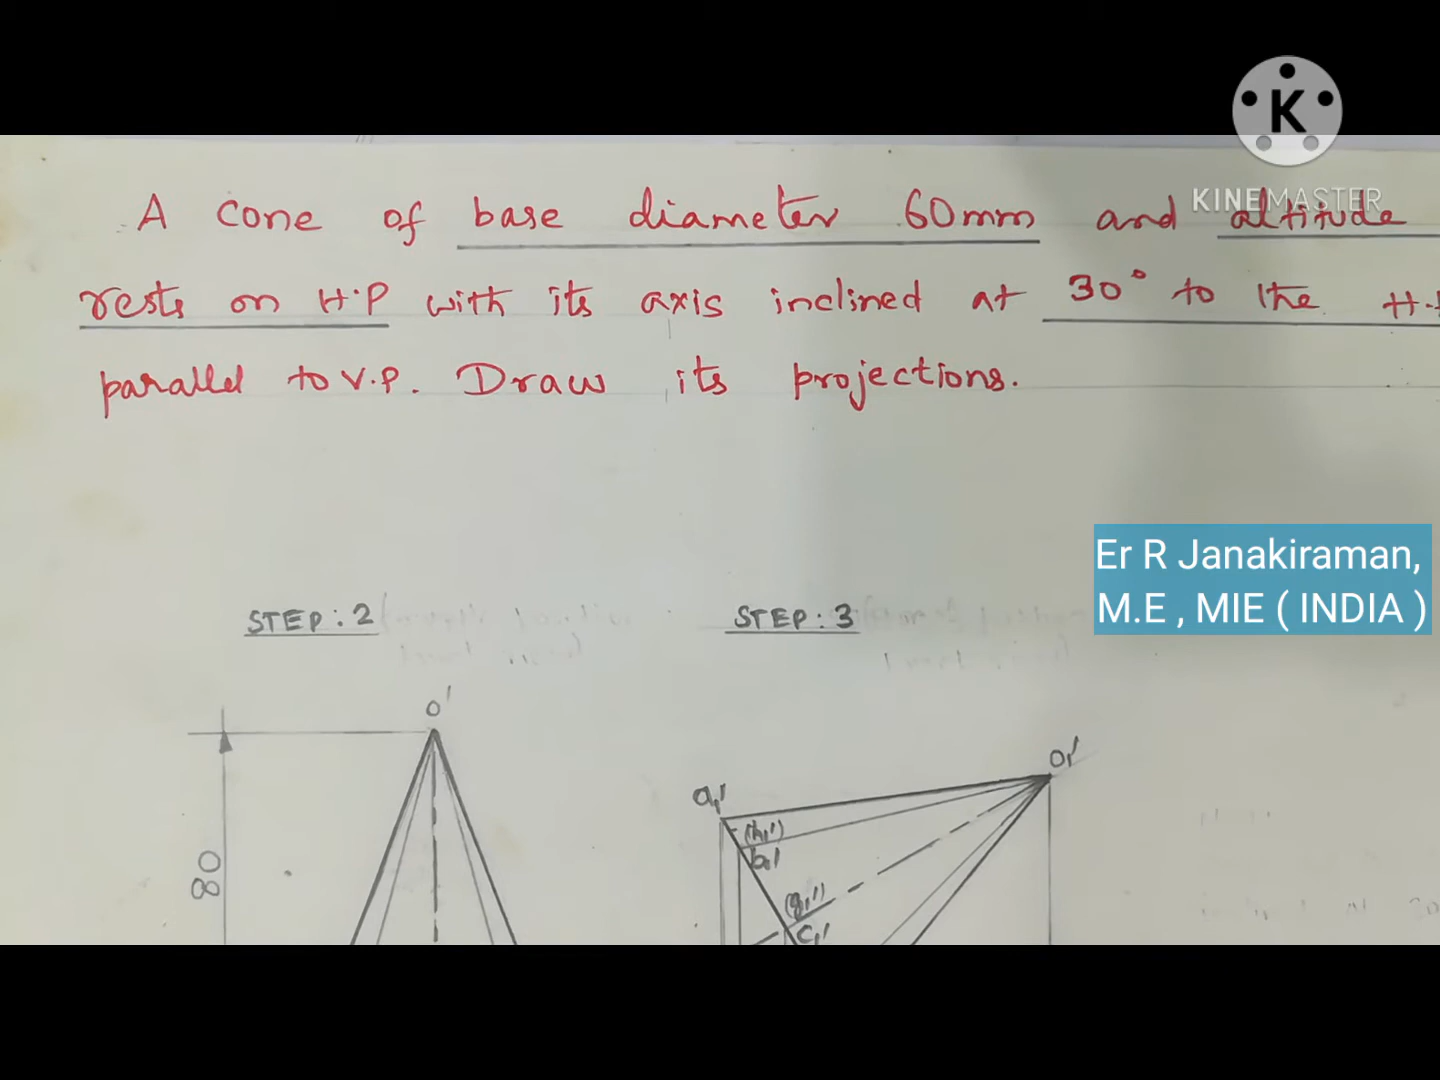 K
KINEMASTER
A cone of base diameter 60mm and altitude
rests on H.P with its axis inclined at 30° to the
parallel to V.P. Draw its projections.
Er R Janakiraman,
M.E , MIE ( INDIA )
STEP:2
STEP:3
o'
o₁'
a₁'
(h₁')
b₁'
(g₁')
c₁'
80